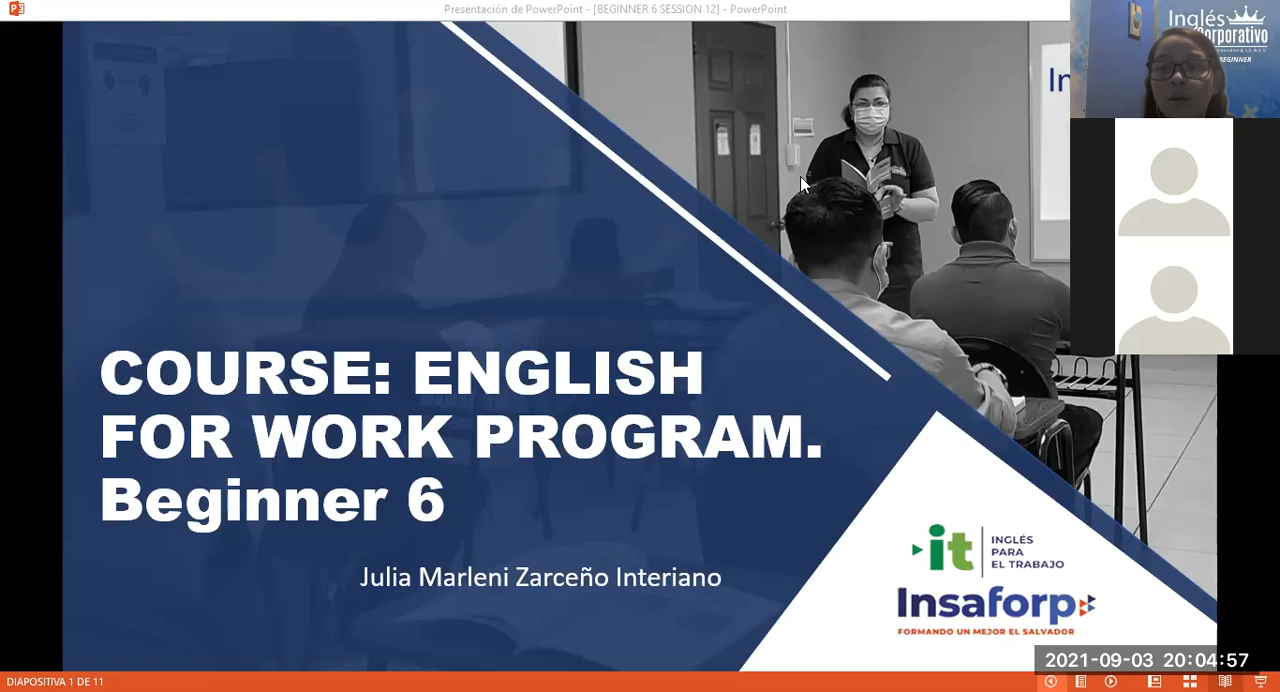 Presentación de PowerPoint - [BEGINNER 6 SESSION 12] - PowerPoint
Inglés
Corporativo
BEGINNER
In
COURSE: ENGLISH
FOR WORK PROGRAM.
Beginner 6
Julia Marleni Zarceño Interiano
it
INGLÉS
PARA
EL TRABAJO
Insaforp
FORMANDO UN MEJOR EL SALVADOR
2021-09-03 20:04:57
DIAPOSITIVA 1 DE 11